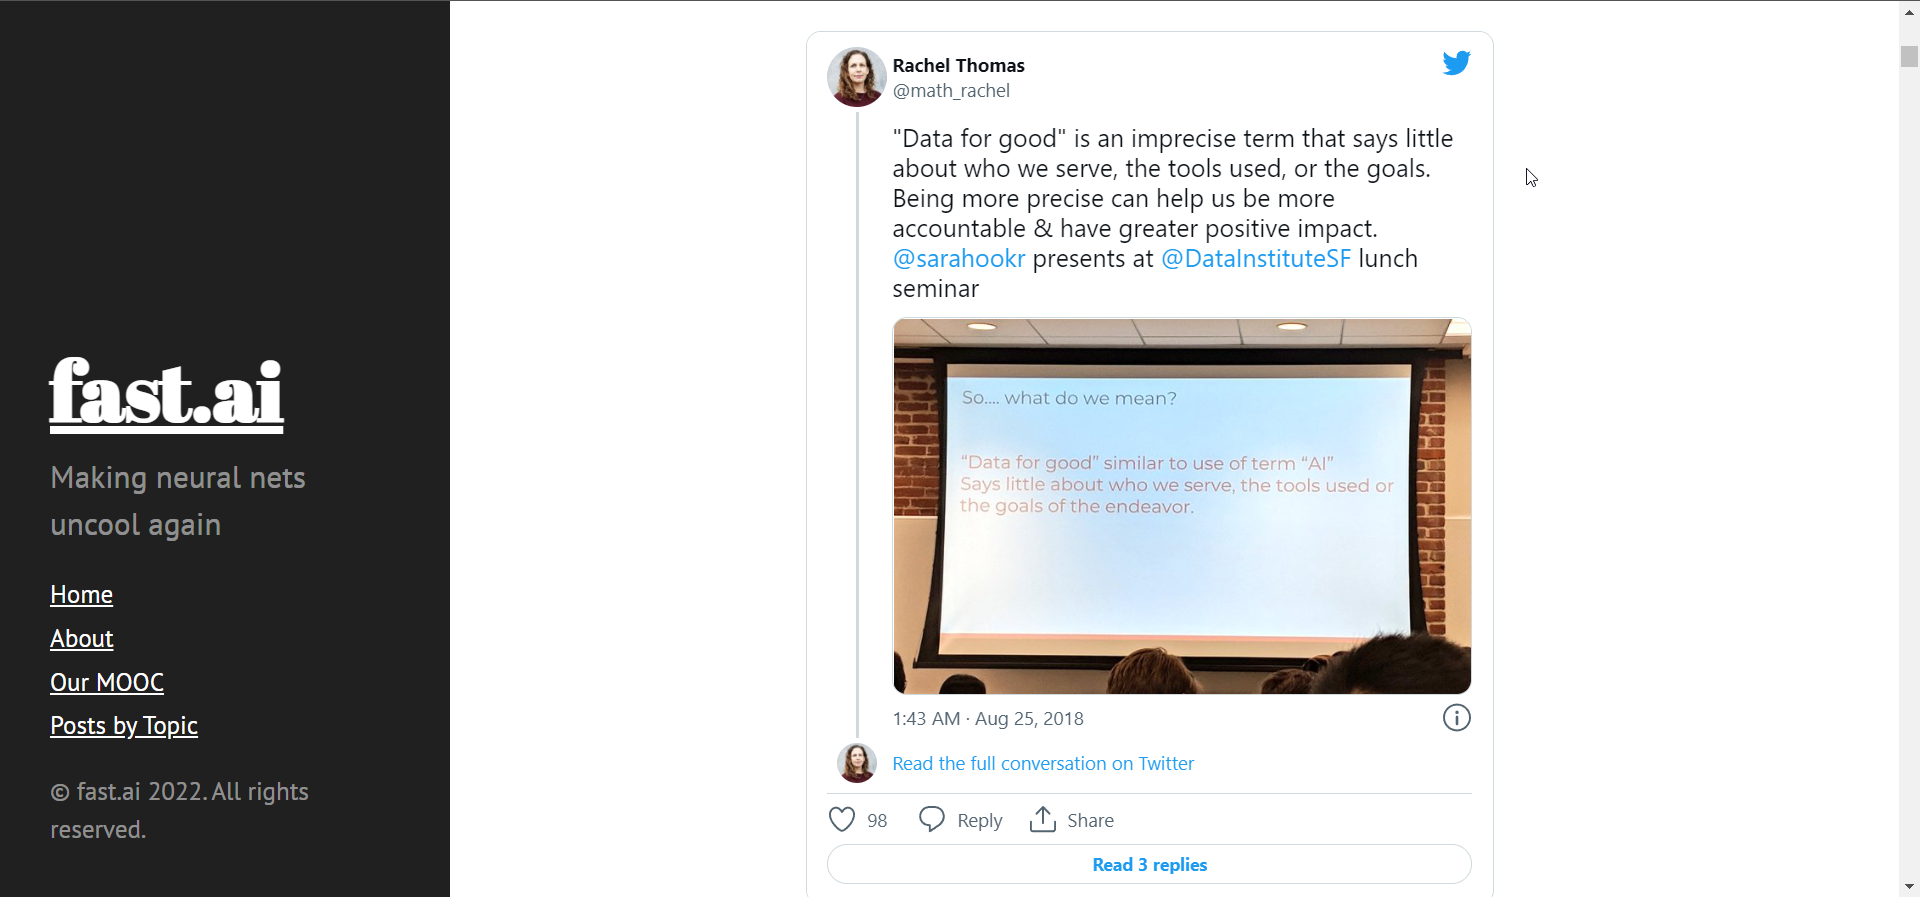 fast.ai
Making neural nets
uncool again
Home
About
Our MOOC
Posts by Topic
© fast.ai 2022. All rights
reserved.
Rachel Thomas
@math_rachel
"Data for good" is an imprecise term that says little
about who we serve, the tools used, or the goals.
Being more precise can help us be more
accountable & have greater positive impact.
@sarahookr presents at @DataInstituteSF lunch
seminar
So.... what do we mean?
“Data for good” similar to use of term “AI”
Says little about who we serve, the tools used or
the goals of the endeavor.
1:43 AM · Aug 25, 2018
Read the full conversation on Twitter
98 Reply Share
Read 3 replies